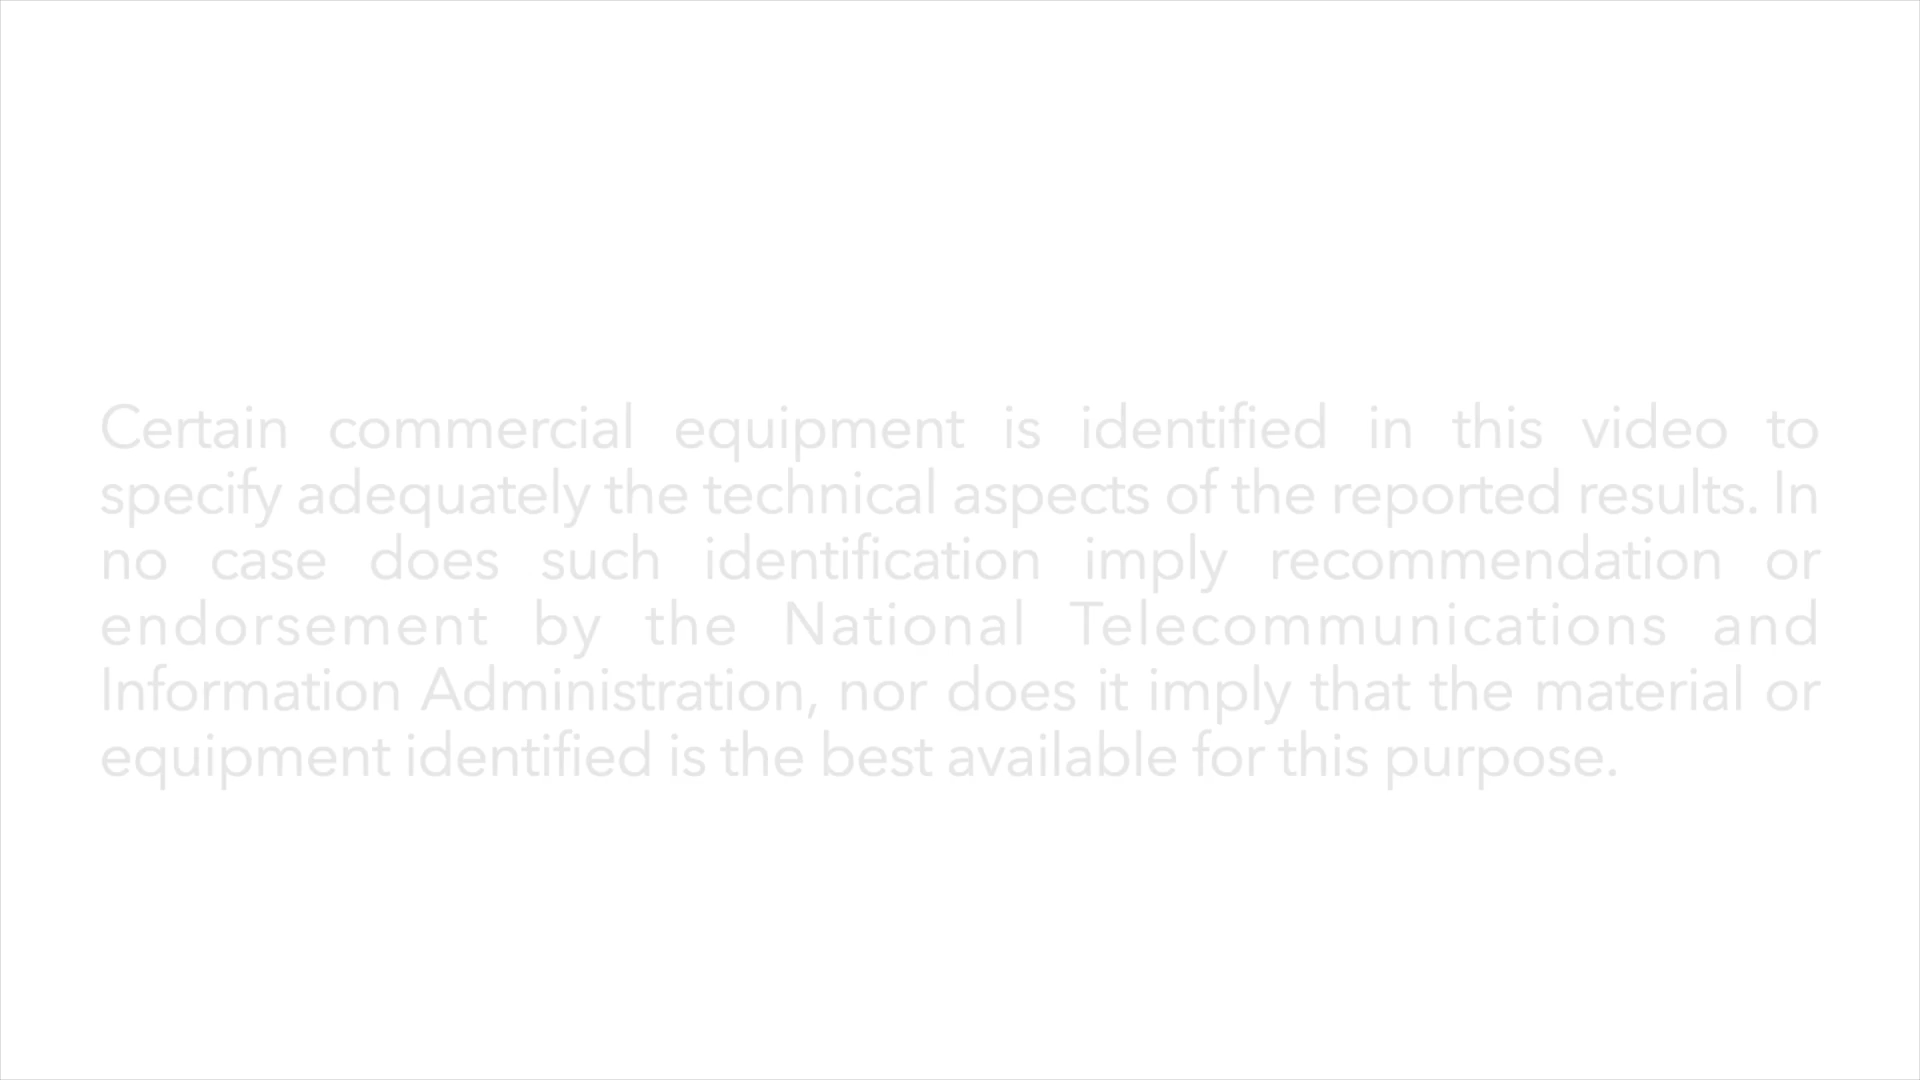 Certain commercial equipment is identified in this video to
specify adequately the technical aspects of the reported results. In
no case does such identification imply recommendation or
endorsement by the National Telecommunications and
Information Administration, nor does it imply that the material or
equipment identified is the best available for this purpose.